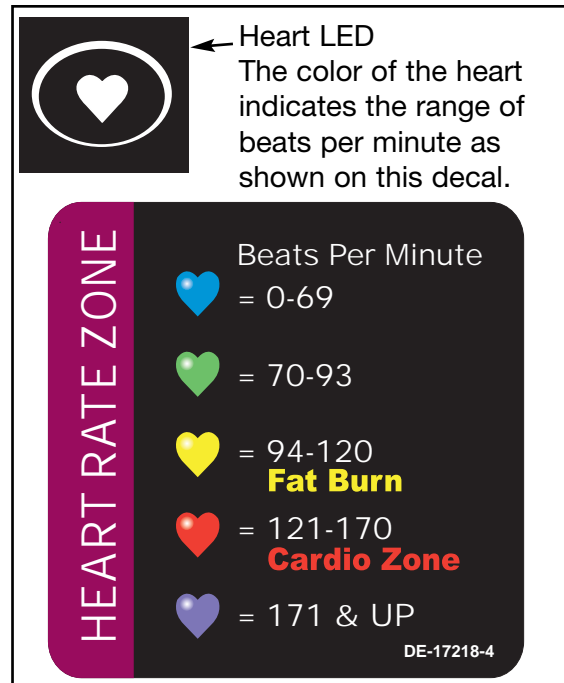 Heart LED
The color of the heart
indicates the range of
beats per minute as
shown on this decal.
HEART RATE ZONE
Beats Per Minute
= 0-69
= 70-93
= 94-120
Fat Burn
= 121-170
Cardio Zone
= 171 & UP
DE-17218-4